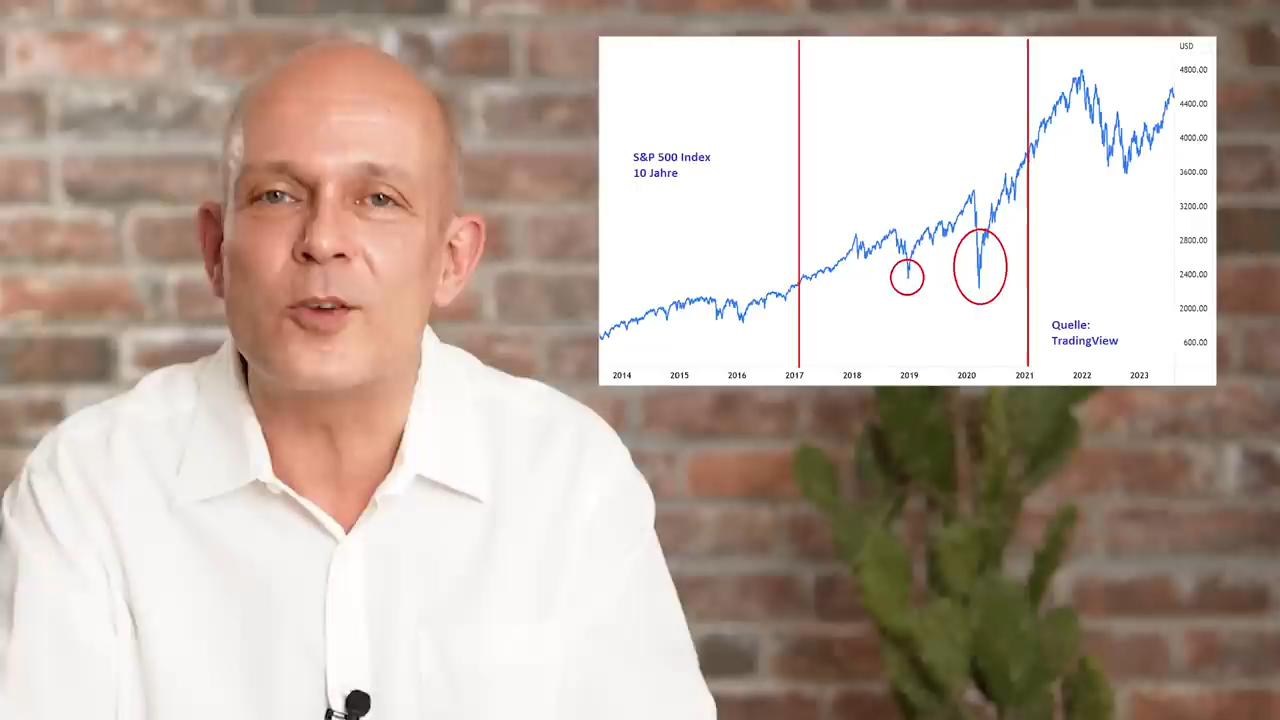 USD
4800.00
4400.00
4000.00
S&P 500 Index
10 Jahre
3600.00
3200.00
2800.00
2400.00
2000.00
Quelle:
TradingView
600.00
2014 2015 2016 2017 2018 2019 2020 2021 2022 2023